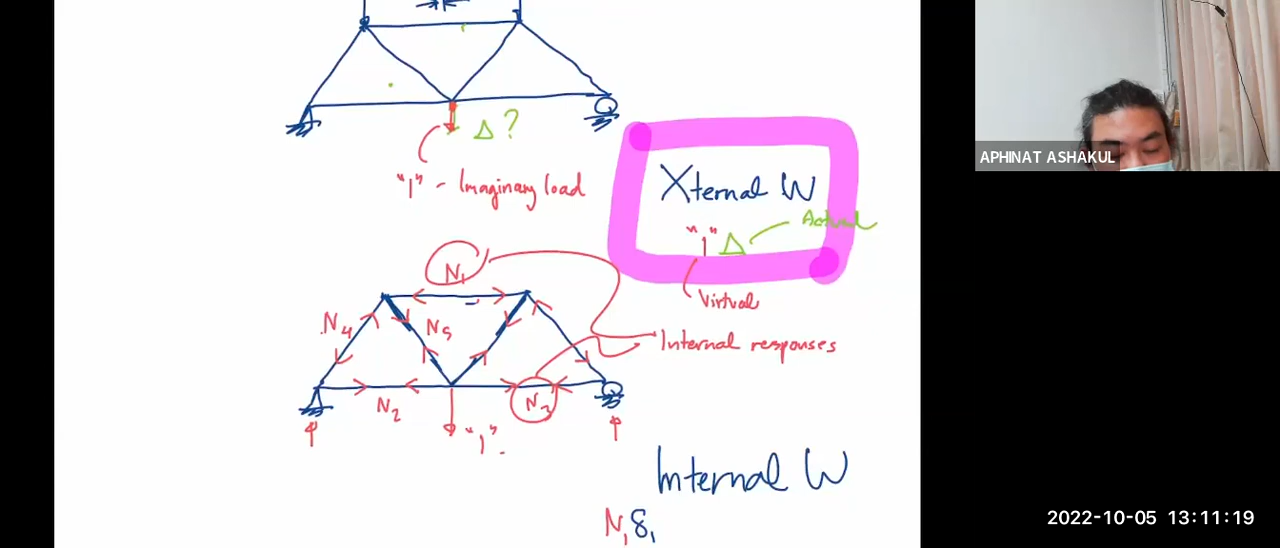 Δ ?
"1" - Imaginary load
Xternal W
"1" Δ
Actual
Virtual
N₁
N₄
N₅
Internal responses
N₂
N₃
"1".
Internal W
N₁δ₁
APHINAT ASHAKUL
2022-10-05 13:11:19